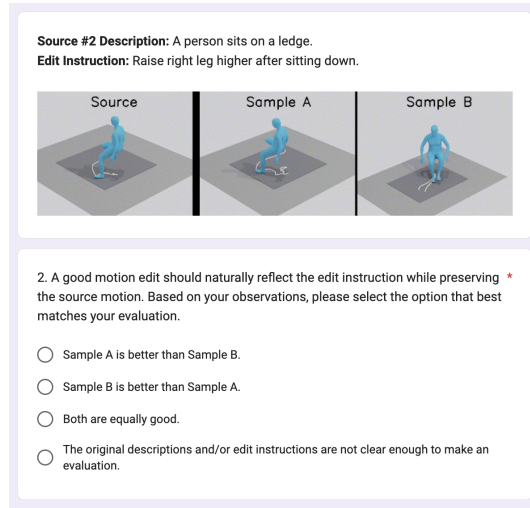 Source #2 Description: A person sits on a ledge.
Edit Instruction: Raise right leg higher after sitting down.
Source
Sample A
Sample B
2. A good motion edit should naturally reflect the edit instruction while preserving *
the source motion. Based on your observations, please select the option that best
matches your evaluation.
Sample A is better than Sample B.
Sample B is better than Sample A.
Both are equally good.
The original descriptions and/or edit instructions are not clear enough to make an
evaluation.